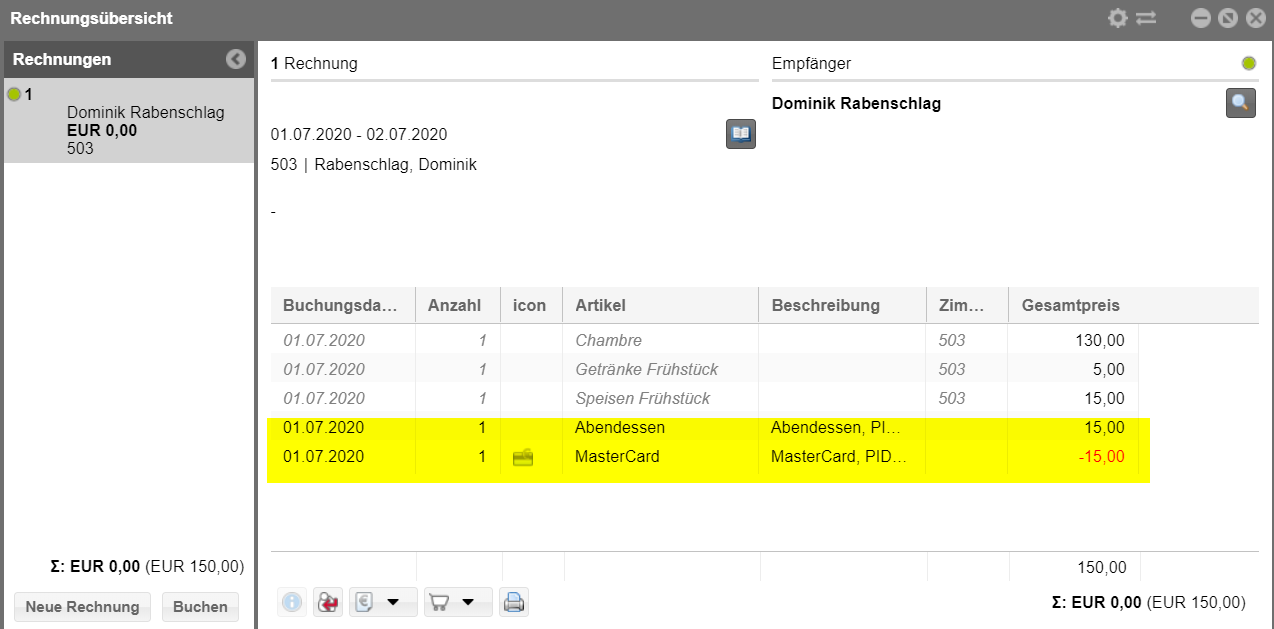 Rechnungsübersicht
Rechnungen
1
Dominik Rabenschlag
EUR 0,00
503
Σ: EUR 0,00 (EUR 150,00)
Neue Rechnung Buchen
1 Rechnung
01.07.2020 - 02.07.2020
503 | Rabenschlag, Dominik
-
Empfänger
Dominik Rabenschlag
Buchungsda... Anzahl icon Artikel Beschreibung Zim... Gesamtpreis
01.07.2020 1 Chambre 503 130,00
01.07.2020 1 Getränke Frühstück 503 5,00
01.07.2020 1 Speisen Frühstück 503 15,00
01.07.2020 1 Abendessen Abendessen, PI... 15,00
01.07.2020 1 MasterCard MasterCard, PID... -15,00
150,00
Σ: EUR 0,00 (EUR 150,00)